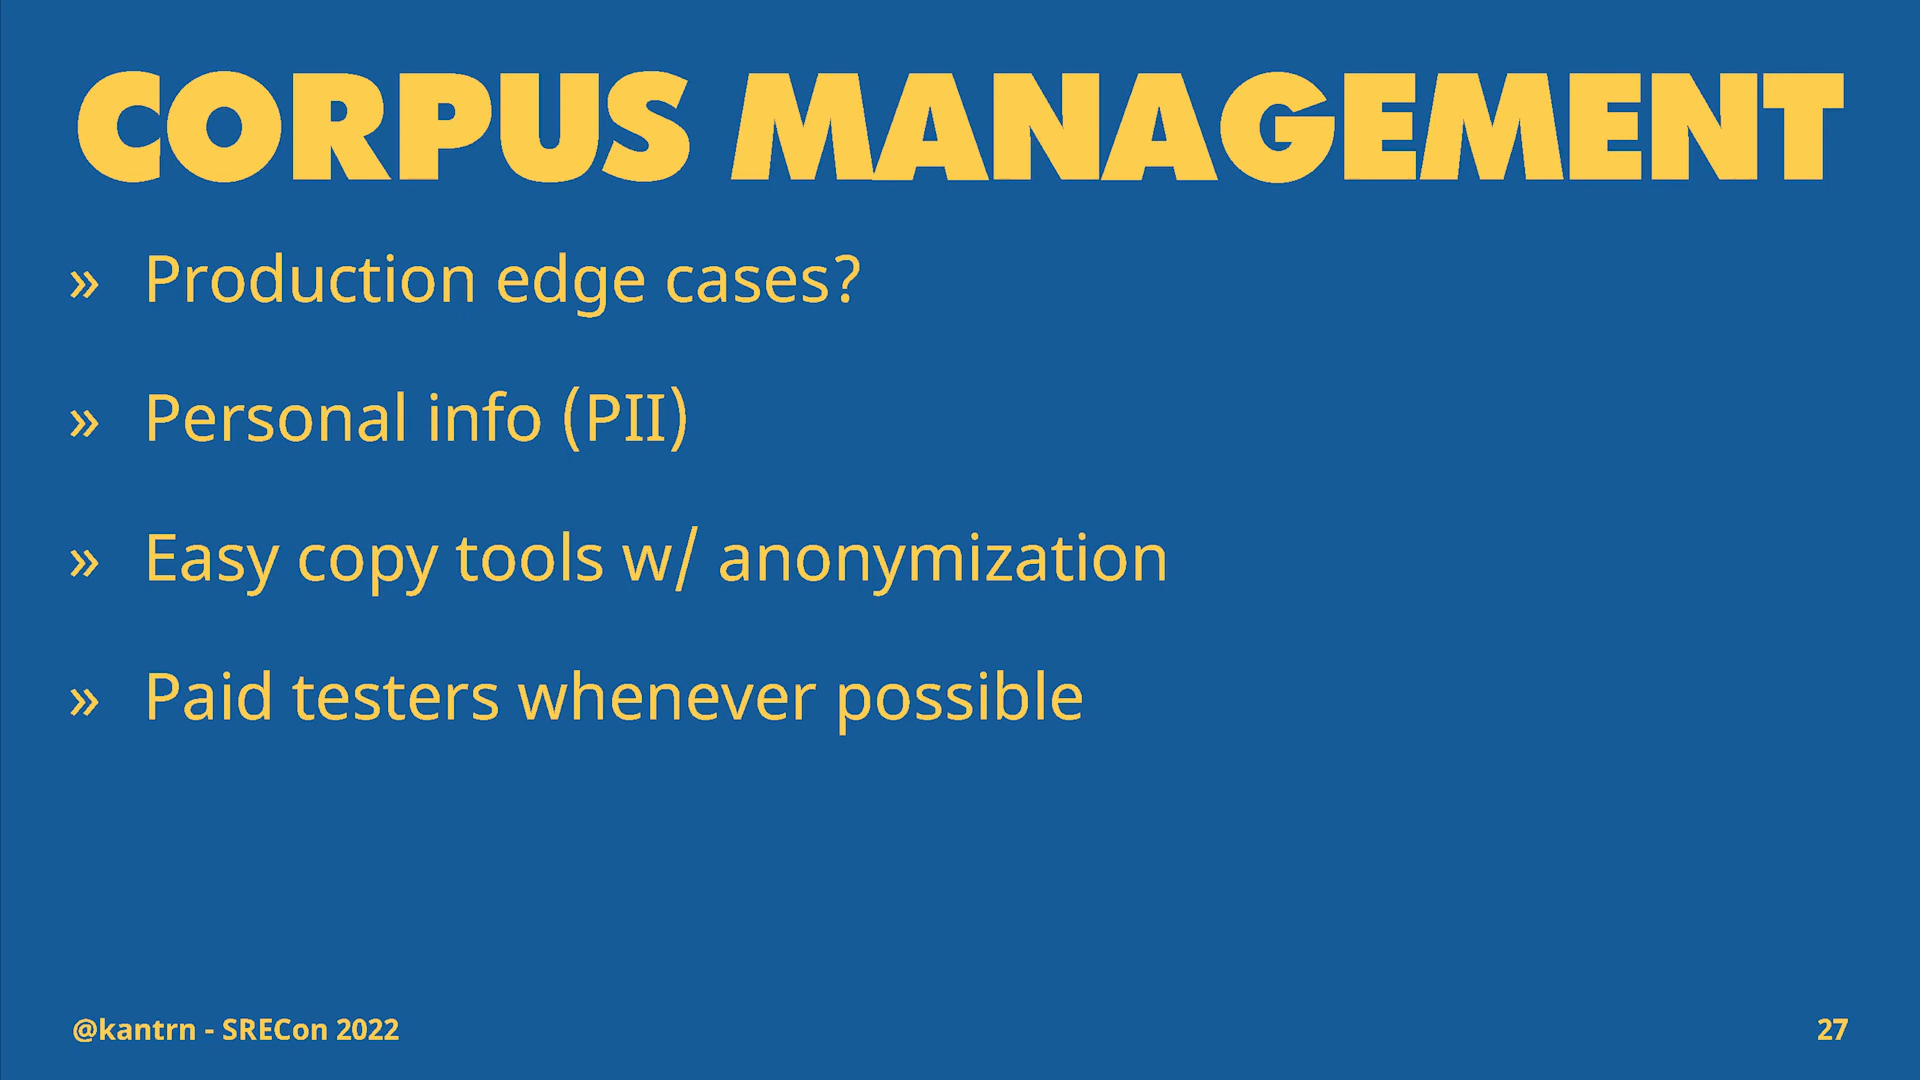 CORPUS MANAGEMENT
» Production edge cases?
» Personal info (PII)
» Easy copy tools w/ anonymization
» Paid testers whenever possible
@kantrn - SRECon 2022
27